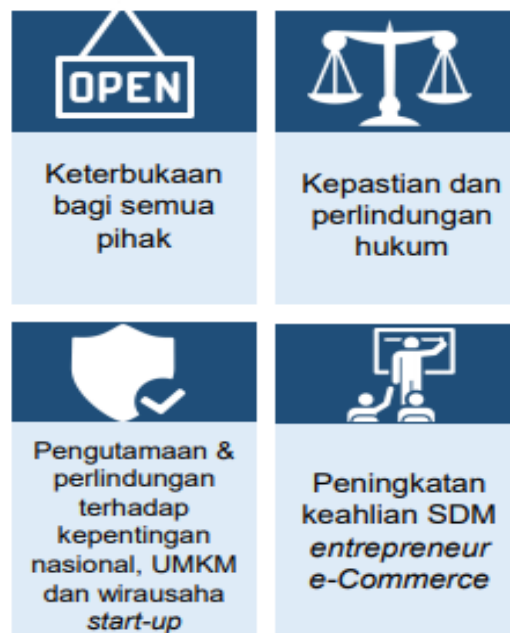 OPEN
Keterbukaan
bagi semua
pihak
Kepastian dan
perlindungan
hukum
Pengutamaan &
perlindungan
terhadap
kepentingan
nasional, UMKM
dan wirausaha
start-up
Peningkatan
keahlian SDM
entrepreneur
e-Commerce